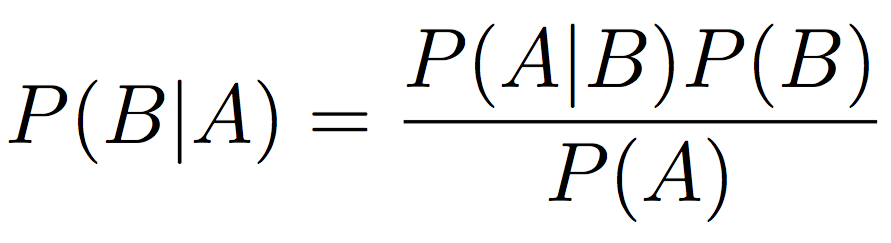 P(B|A) = P(A|B)P(B) / P(A)